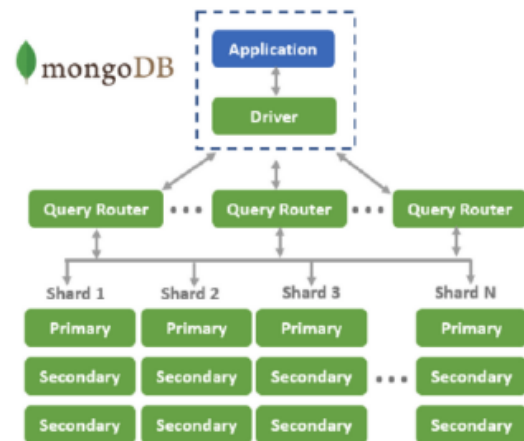 mongoDB
Application
Driver
Query Router ••• Query Router ••• Query Router
Shard 1 Shard 2 Shard 3 Shard N
Primary Primary Primary Primary
Secondary Secondary Secondary ••• Secondary
Secondary Secondary Secondary Secondary